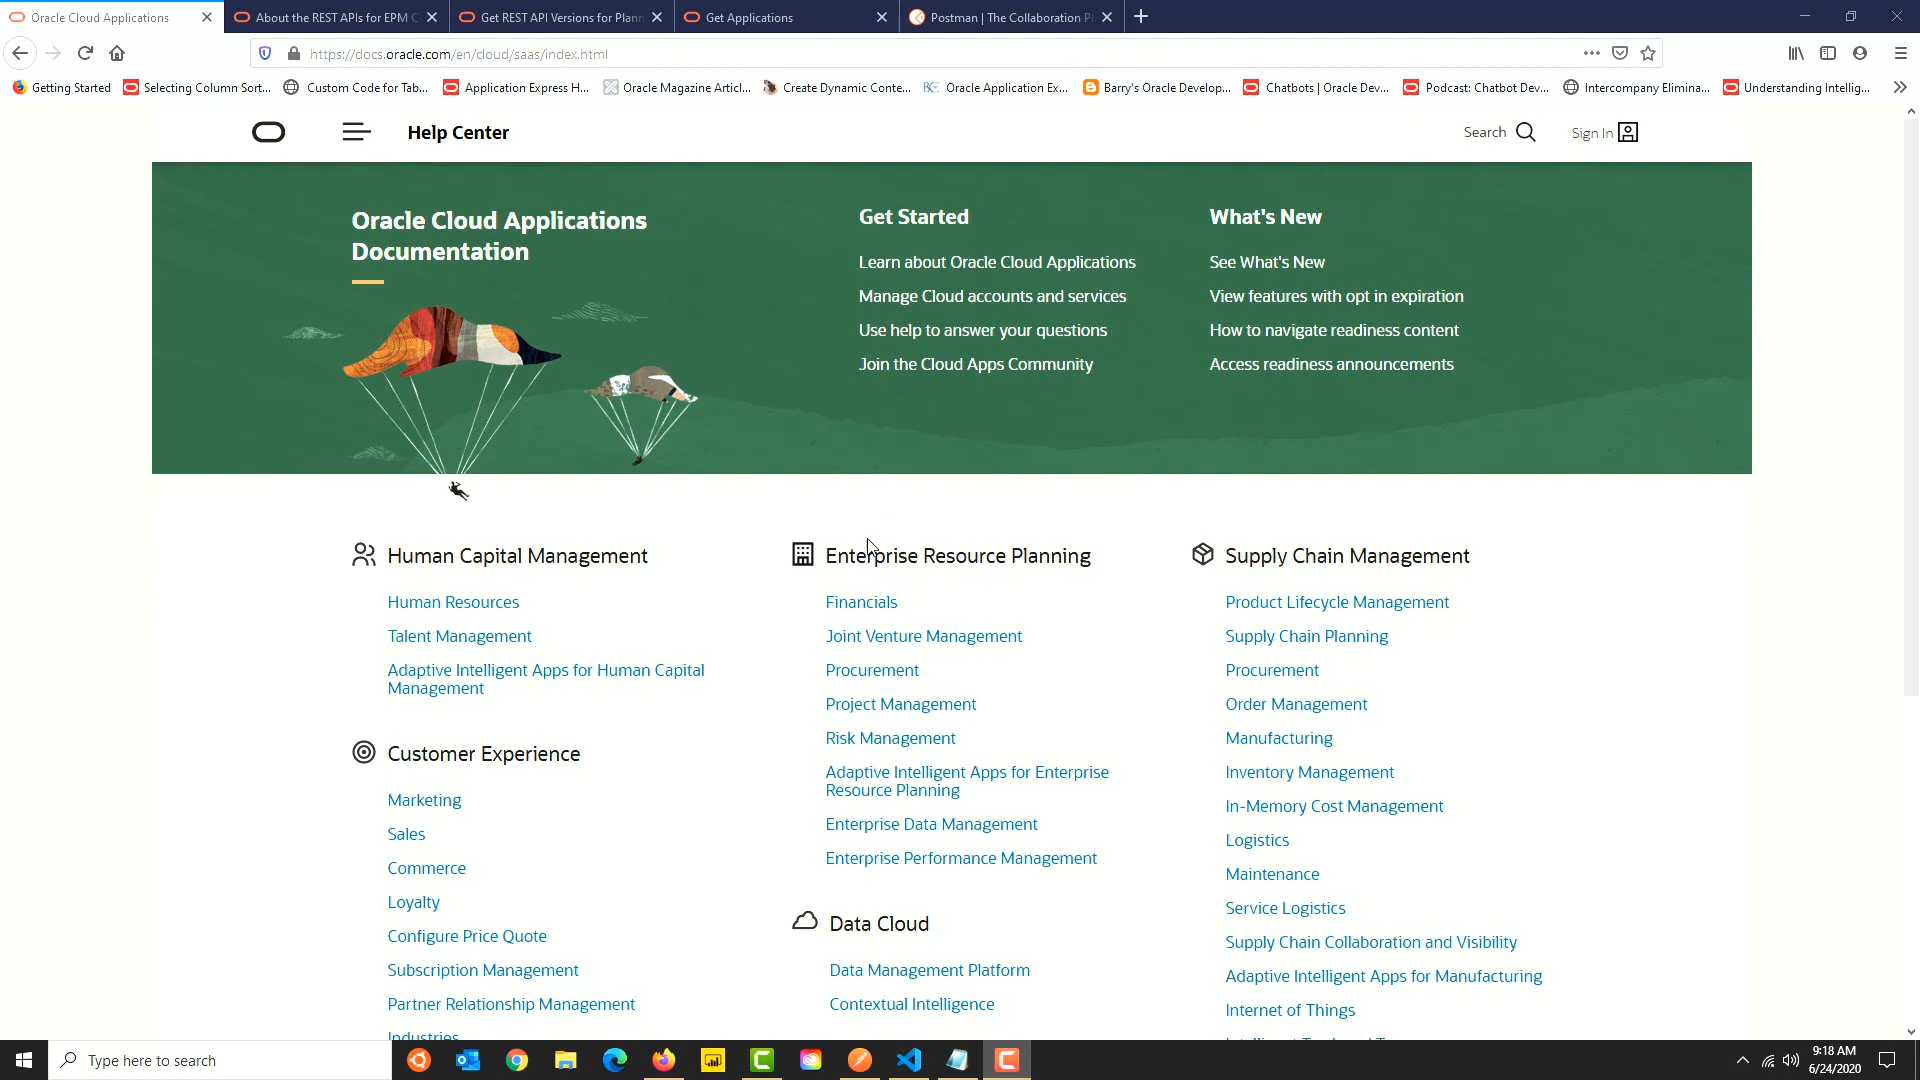 Oracle Cloud Applications
About the REST APIs for EPM C
Get REST API Versions for Plann
Get Applications
Postman | The Collaboration P
https://docs.oracle.com/en/cloud/saas/index.html
Getting Started
Selecting Column Sort...
Custom Code for Tab...
Application Express H...
Oracle Magazine Articl...
Create Dynamic Conte...
Oracle Application Ex...
Barry's Oracle Develop...
Chatbots | Oracle Dev...
Podcast: Chatbot Dev...
Intercompany Elimina...
Understanding Intellig...
Help Center
Search
Sign In
Oracle Cloud Applications
Documentation
Get Started
Learn about Oracle Cloud Applications
Manage Cloud accounts and services
Use help to answer your questions
Join the Cloud Apps Community
What's New
See What's New
View features with opt in expiration
How to navigate readiness content
Access readiness announcements
Human Capital Management
Human Resources
Talent Management
Adaptive Intelligent Apps for Human Capital
Management
Customer Experience
Marketing
Sales
Commerce
Loyalty
Configure Price Quote
Subscription Management
Partner Relationship Management
Industries
Enterprise Resource Planning
Financials
Joint Venture Management
Procurement
Project Management
Risk Management
Adaptive Intelligent Apps for Enterprise
Resource Planning
Enterprise Data Management
Enterprise Performance Management
Data Cloud
Data Management Platform
Contextual Intelligence
Supply Chain Management
Product Lifecycle Management
Supply Chain Planning
Procurement
Order Management
Manufacturing
Inventory Management
In-Memory Cost Management
Logistics
Maintenance
Service Logistics
Supply Chain Collaboration and Visibility
Adaptive Intelligent Apps for Manufacturing
Internet of Things
Type here to search
9:18 AM
6/24/2020